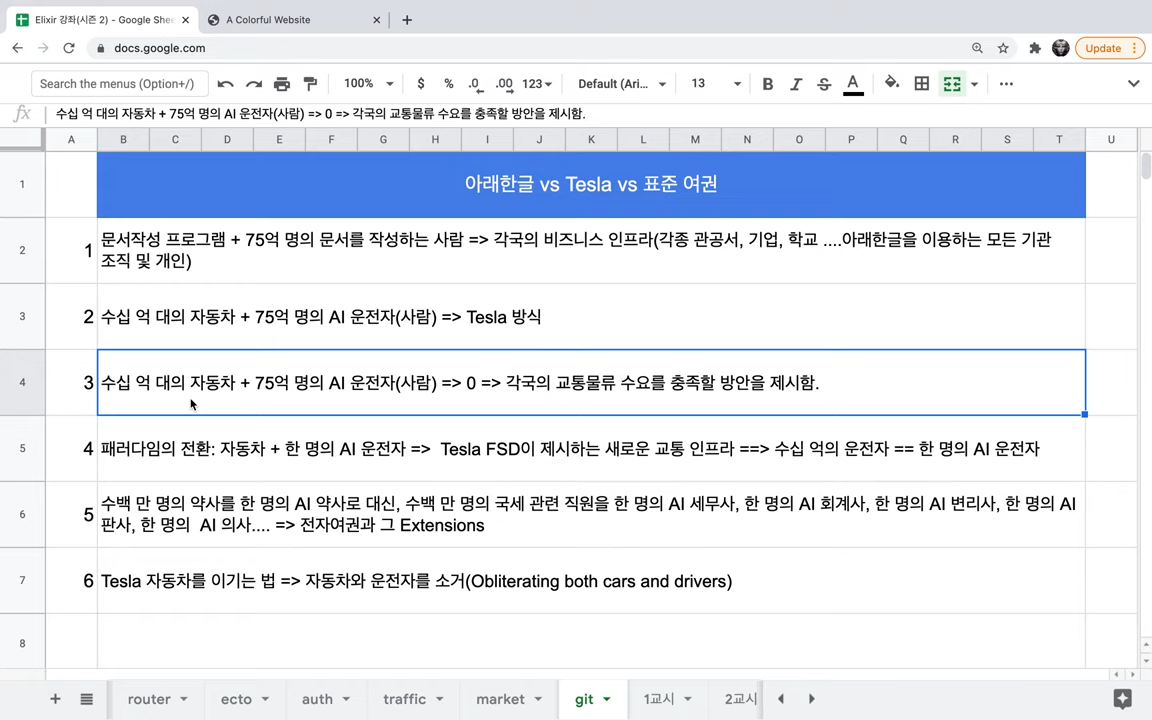 Elixir 강좌(시즌 2) - Google Shee
A Colorful Website
docs.google.com
Update
Search the menus (Option+/)
100%
$
%
.0
.00
123
Default (Ari...
13
B
I
S
A
fx
수십 억 대의 자동차 + 75억 명의 AI 운전자(사람) => 0 => 각국의 교통물류 수요를 충족할 방안을 제시함.
A B C D E F G H I J K L M N O P Q R S T U
1
아래한글 vs Tesla vs 표준 여권
2
1
문서작성 프로그램 + 75억 명의 문서를 작성하는 사람 => 각국의 비즈니스 인프라(각종 관공서, 기업, 학교 ....아래한글을 이용하는 모든 기관
조직 및 개인)
3
2
수십 억 대의 자동차 + 75억 명의 AI 운전자(사람) => Tesla 방식
4
3
수십 억 대의 자동차 + 75억 명의 AI 운전자(사람) => 0 => 각국의 교통물류 수요를 충족할 방안을 제시함.
5
4
패러다임의 전환: 자동차 + 한 명의 AI 운전자 => Tesla FSD이 제시하는 새로운 교통 인프라 ==> 수십 억의 운전자 == 한 명의 AI 운전자
6
5
수백 만 명의 약사를 한 명의 AI 약사로 대신, 수백 만 명의 국세 관련 직원을 한 명의 AI 세무사, 한 명의 AI 회계사, 한 명의 AI 변리사, 한 명의 AI
판사, 한 명의 AI 의사.... => 전자여권과 그 Extensions
7
6
Tesla 자동차를 이기는 법 => 자동차와 운전자를 소거(Obliterating both cars and drivers)
8
router
ecto
auth
traffic
market
git
1교시
2교시